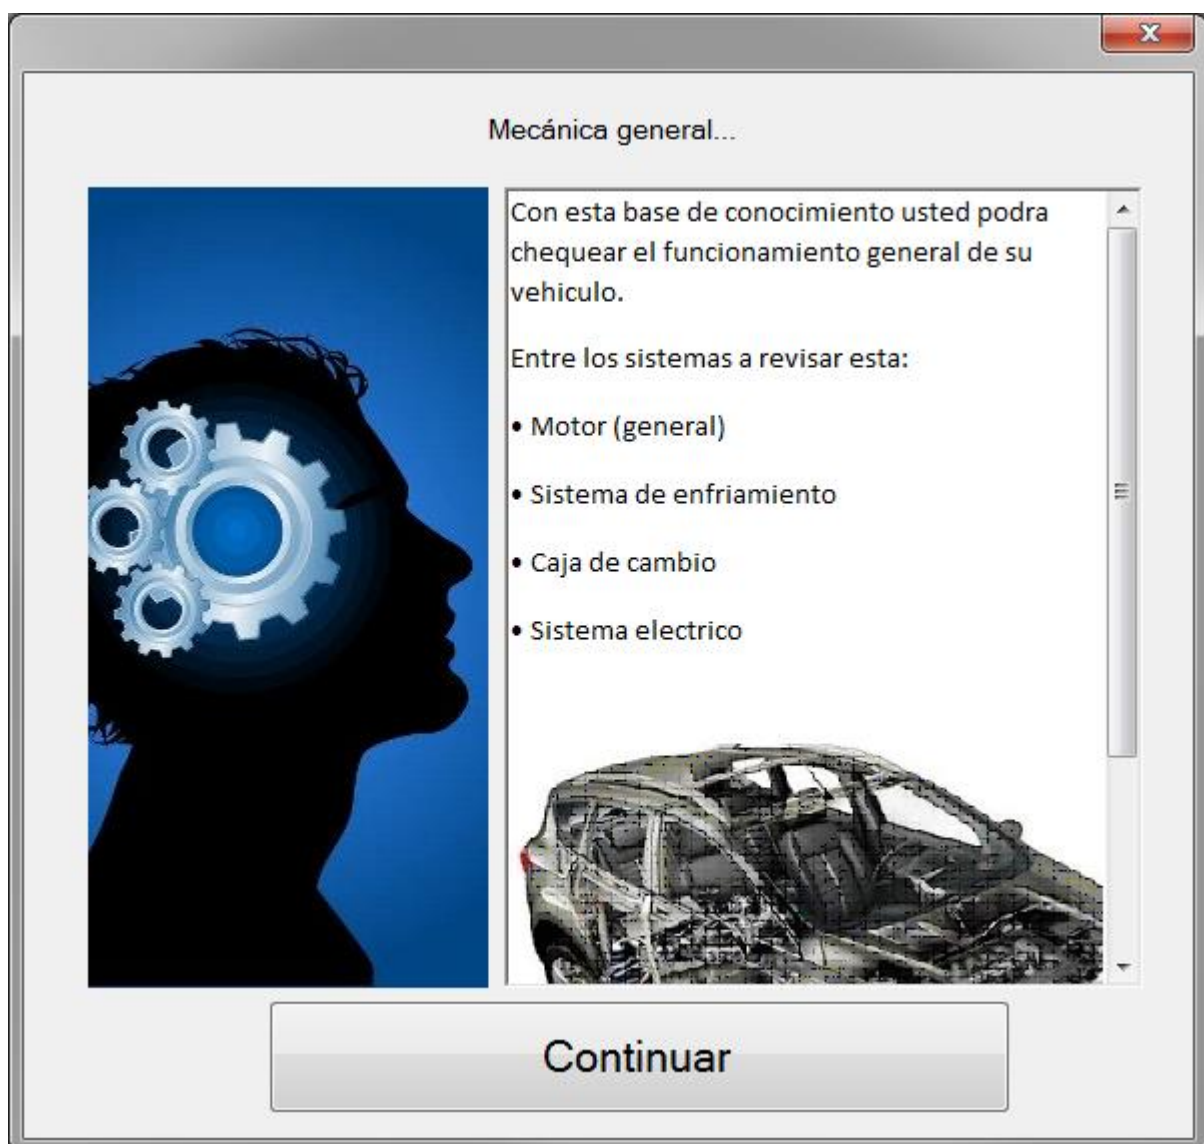 Mecánica general...
Con esta base de conocimiento usted podra
chequear el funcionamiento general de su
vehiculo.
Entre los sistemas a revisar esta:
• Motor (general)
• Sistema de enfriamiento
• Caja de cambio
• Sistema electrico
Continuar